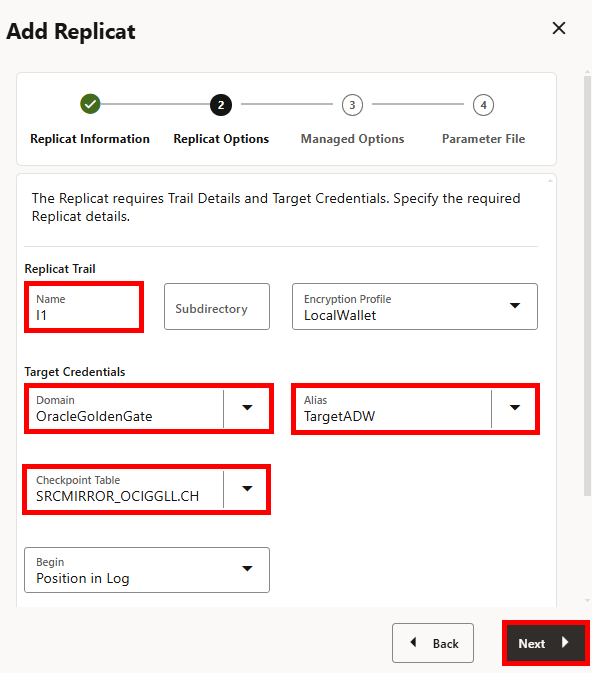 Add Replicat
2
3
4
Replicat Information
Replicat Options
Managed Options
Parameter File
The Replicat requires Trail Details and Target Credentials. Specify the required
Replicat details.
Replicat Trail
Name
I1
Subdirectory
Encryption Profile
LocalWallet
Target Credentials
Domain
OracleGoldenGate
Alias
TargetADW
Checkpoint Table
SRCMIRROR_OCIGGLL.CH
Begin
Position in Log
Back
Next